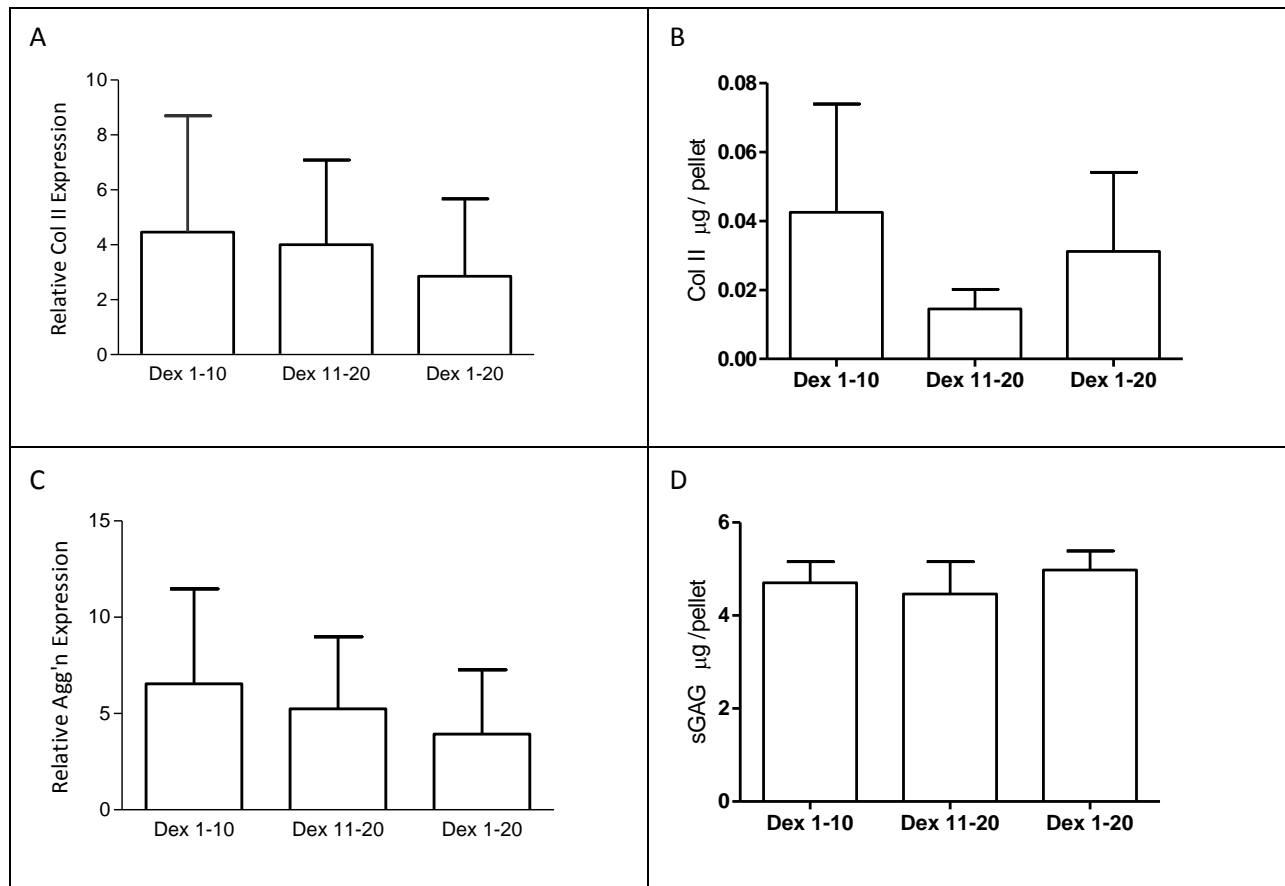 A
Relative Col II Expression
10
8
6
4
2
0
Dex 1-10 Dex 11-20 Dex 1-20
B
Col II μg / pellet
0.08
0.06
0.04
0.02
0.00
Dex 1-10 Dex 11-20 Dex 1-20
C
Relative Agg'n Expression
15
10
5
0
Dex 1-10 Dex 11-20 Dex 1-20
D
sGAG μg /pellet
6
4
2
0
Dex 1-10 Dex 11-20 Dex 1-20